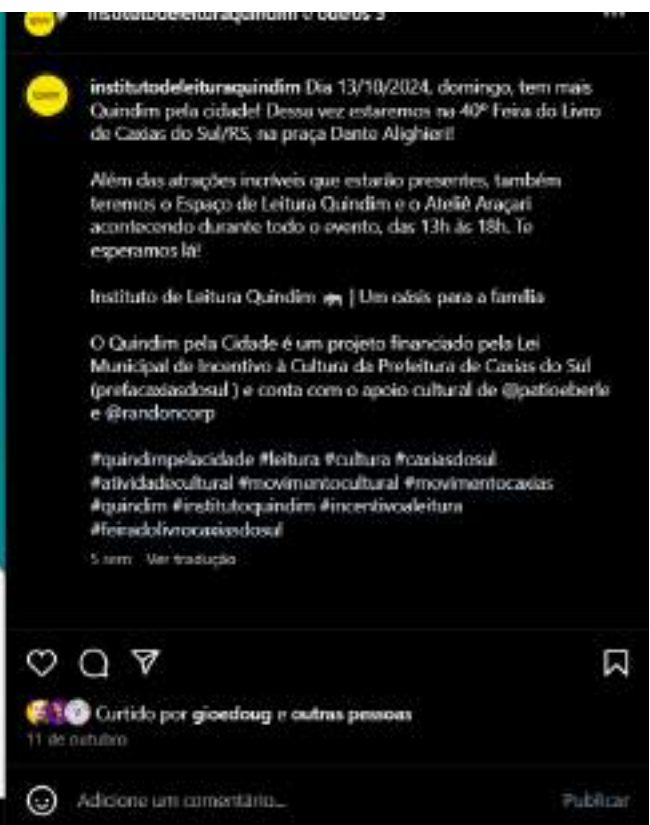 institutodeleituraquindim e outros 3
institutodeleituraquindim Dia 13/10/2024, domingo, tem mais
Quindim pela cidade! Dessa vez estaremos na 40ª Feira do Livro
de Caxias do Sul/RS, na praça Dante Alighieri!
Além das atrações incríveis que estarão presentes, também
teremos o Espaço de Leitura Quindim e o Ateliê Araçari
acontecendo durante todo o evento, das 13h às 18h. Te
esperamos lá!
Instituto de Leitura Quindim | Um oásis para a família
O Quindim pela Cidade é um projeto financiado pela Lei
Municipal de Incentivo à Cultura da Prefeitura de Caxias do Sul
(prefacaxiasdosul ) e conta com o apoio cultural de @patioeberle
e @randoncorp
#quindimpelacidade #leitura #cultura #caxiasdosul
#atividadecultural #movimentocultural #movimentocaxias
#quindim #institutoquindim #incentivoaleitura
#feiradolivrocaxiasdosul
5 sem Ver tradução
Curtido por gioedoug e outras pessoas
11 de outubro
Adicione um comentário...
Publicar